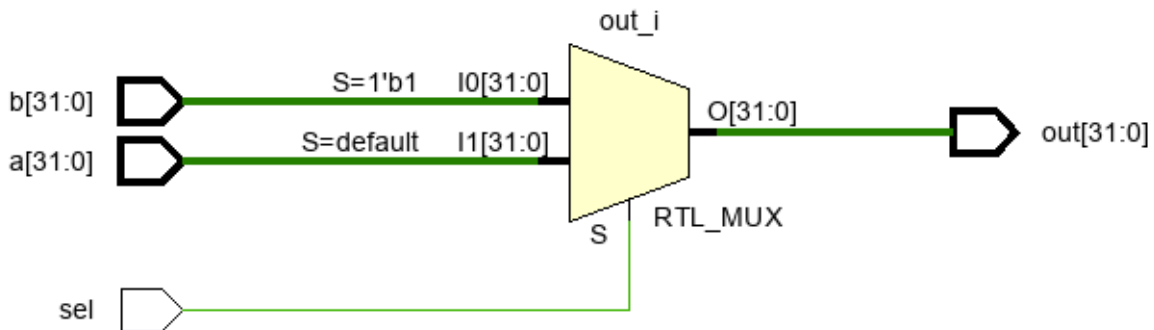 out_i
b[31:0] S=1'b1 I0[31:0]
O[31:0] out[31:0]
a[31:0] S=default I1[31:0]
S RTL_MUX
sel